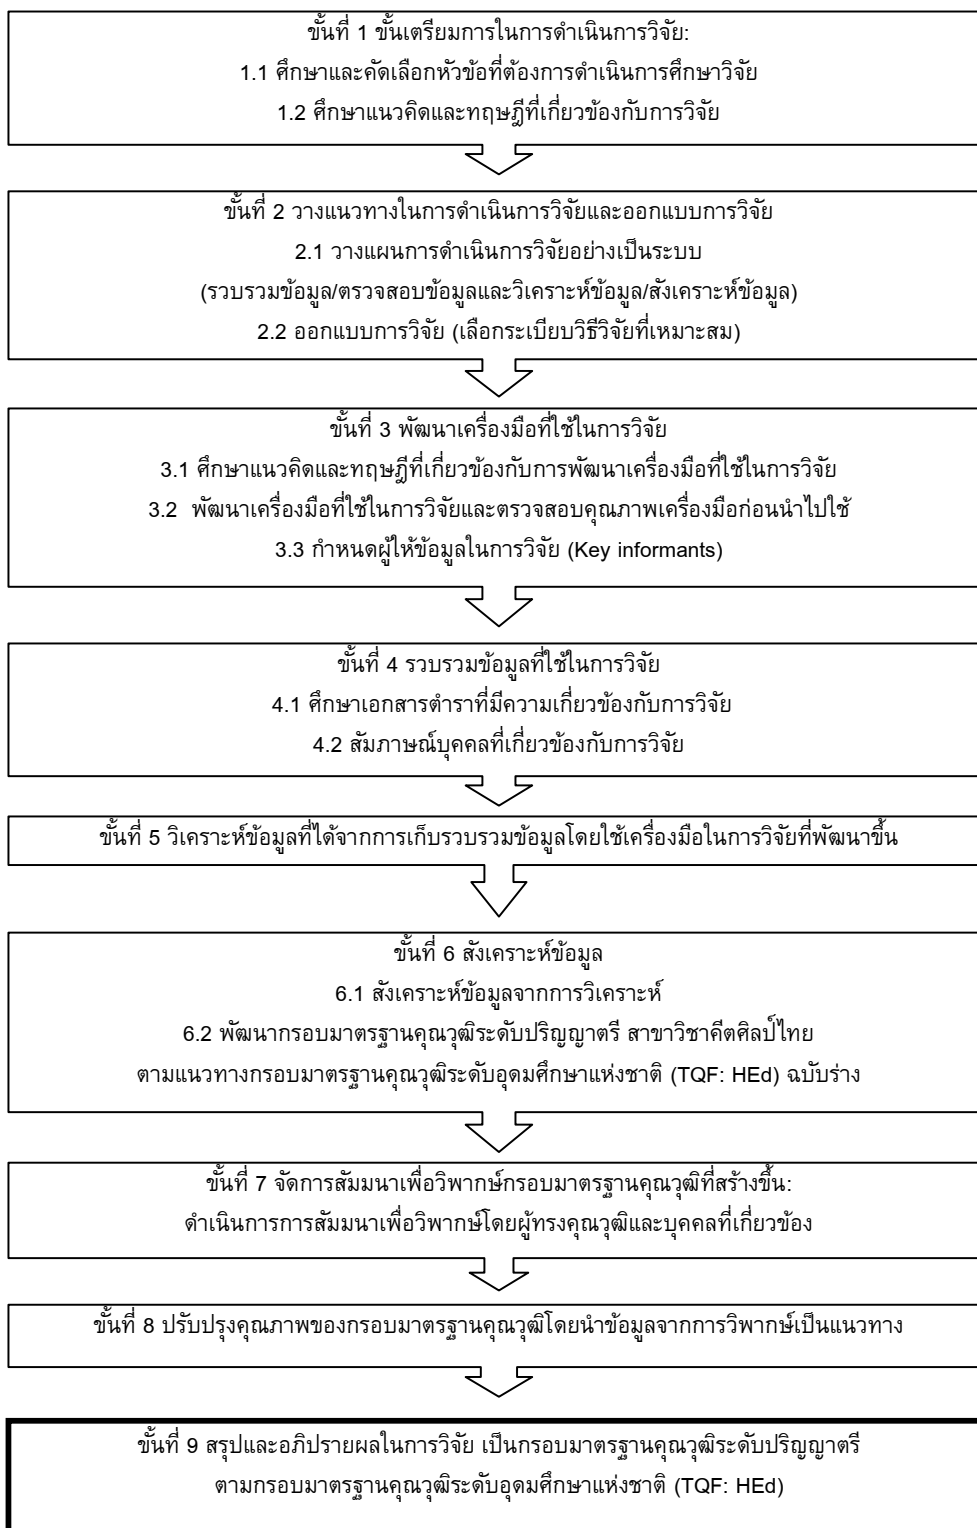 ขั้นที่ 1 ขั้นเตรียมการในการดำเนินการวิจัย:
1.1 ศึกษาและคัดเลือกหัวข้อที่ต้องการดำเนินการศึกษาวิจัย
1.2 ศึกษาแนวคิดและทฤษฎีที่เกี่ยวข้องกับการวิจัย
ขั้นที่ 2 วางแนวทางในการดำเนินการวิจัยและออกแบบการวิจัย
2.1 วางแผนการดำเนินการวิจัยอย่างเป็นระบบ
(รวบรวมข้อมูล/ตรวจสอบข้อมูลและวิเคราะห์ข้อมูล/สังเคราะห์ข้อมูล)
2.2 ออกแบบการวิจัย (เลือกระเบียบวิธีวิจัยที่เหมาะสม)
ขั้นที่ 3 พัฒนาเครื่องมือที่ใช้ในการวิจัย
3.1 ศึกษาแนวคิดและทฤษฎีที่เกี่ยวข้องกับการพัฒนาเครื่องมือที่ใช้ในการวิจัย
3.2 พัฒนาเครื่องมือที่ใช้ในการวิจัยและตรวจสอบคุณภาพเครื่องมือก่อนนำไปใช้
3.3 กำหนดผู้ให้ข้อมูลในการวิจัย (Key informants)
ขั้นที่ 4 รวบรวมข้อมูลที่ใช้ในการวิจัย
4.1 ศึกษาเอกสารตำราที่มีความเกี่ยวข้องกับการวิจัย
4.2 สัมภาษณ์บุคคลที่เกี่ยวข้องกับการวิจัย
ขั้นที่ 5 วิเคราะห์ข้อมูลที่ได้จากการเก็บรวบรวมข้อมูลโดยใช้เครื่องมือในการวิจัยที่พัฒนาขึ้น
ขั้นที่ 6 สังเคราะห์ข้อมูล
6.1 สังเคราะห์ข้อมูลจากการวิเคราะห์
6.2 พัฒนากรอบมาตรฐานคุณวุฒิระดับปริญญาตรี สาขาวิชาคีตศิลป์ไทย
ตามแนวทางกรอบมาตรฐานคุณวุฒิระดับอุดมศึกษาแห่งชาติ (TQF: HEd) ฉบับร่าง
ขั้นที่ 7 จัดการสัมมนาเพื่อวิพากษ์กรอบมาตรฐานคุณวุฒิที่สร้างขึ้น:
ดำเนินการการสัมมนาเพื่อวิพากษ์โดยผู้ทรงคุณวุฒิและบุคคลที่เกี่ยวข้อง
ขั้นที่ 8 ปรับปรุงคุณภาพของกรอบมาตรฐานคุณวุฒิโดยนำข้อมูลจากการวิพากษ์เป็นแนวทาง
ขั้นที่ 9 สรุปและอภิปรายผลในการวิจัย เป็นกรอบมาตรฐานคุณวุฒิระดับปริญญาตรี
ตามกรอบมาตรฐานคุณวุฒิระดับอุดมศึกษาแห่งชาติ (TQF: HEd)